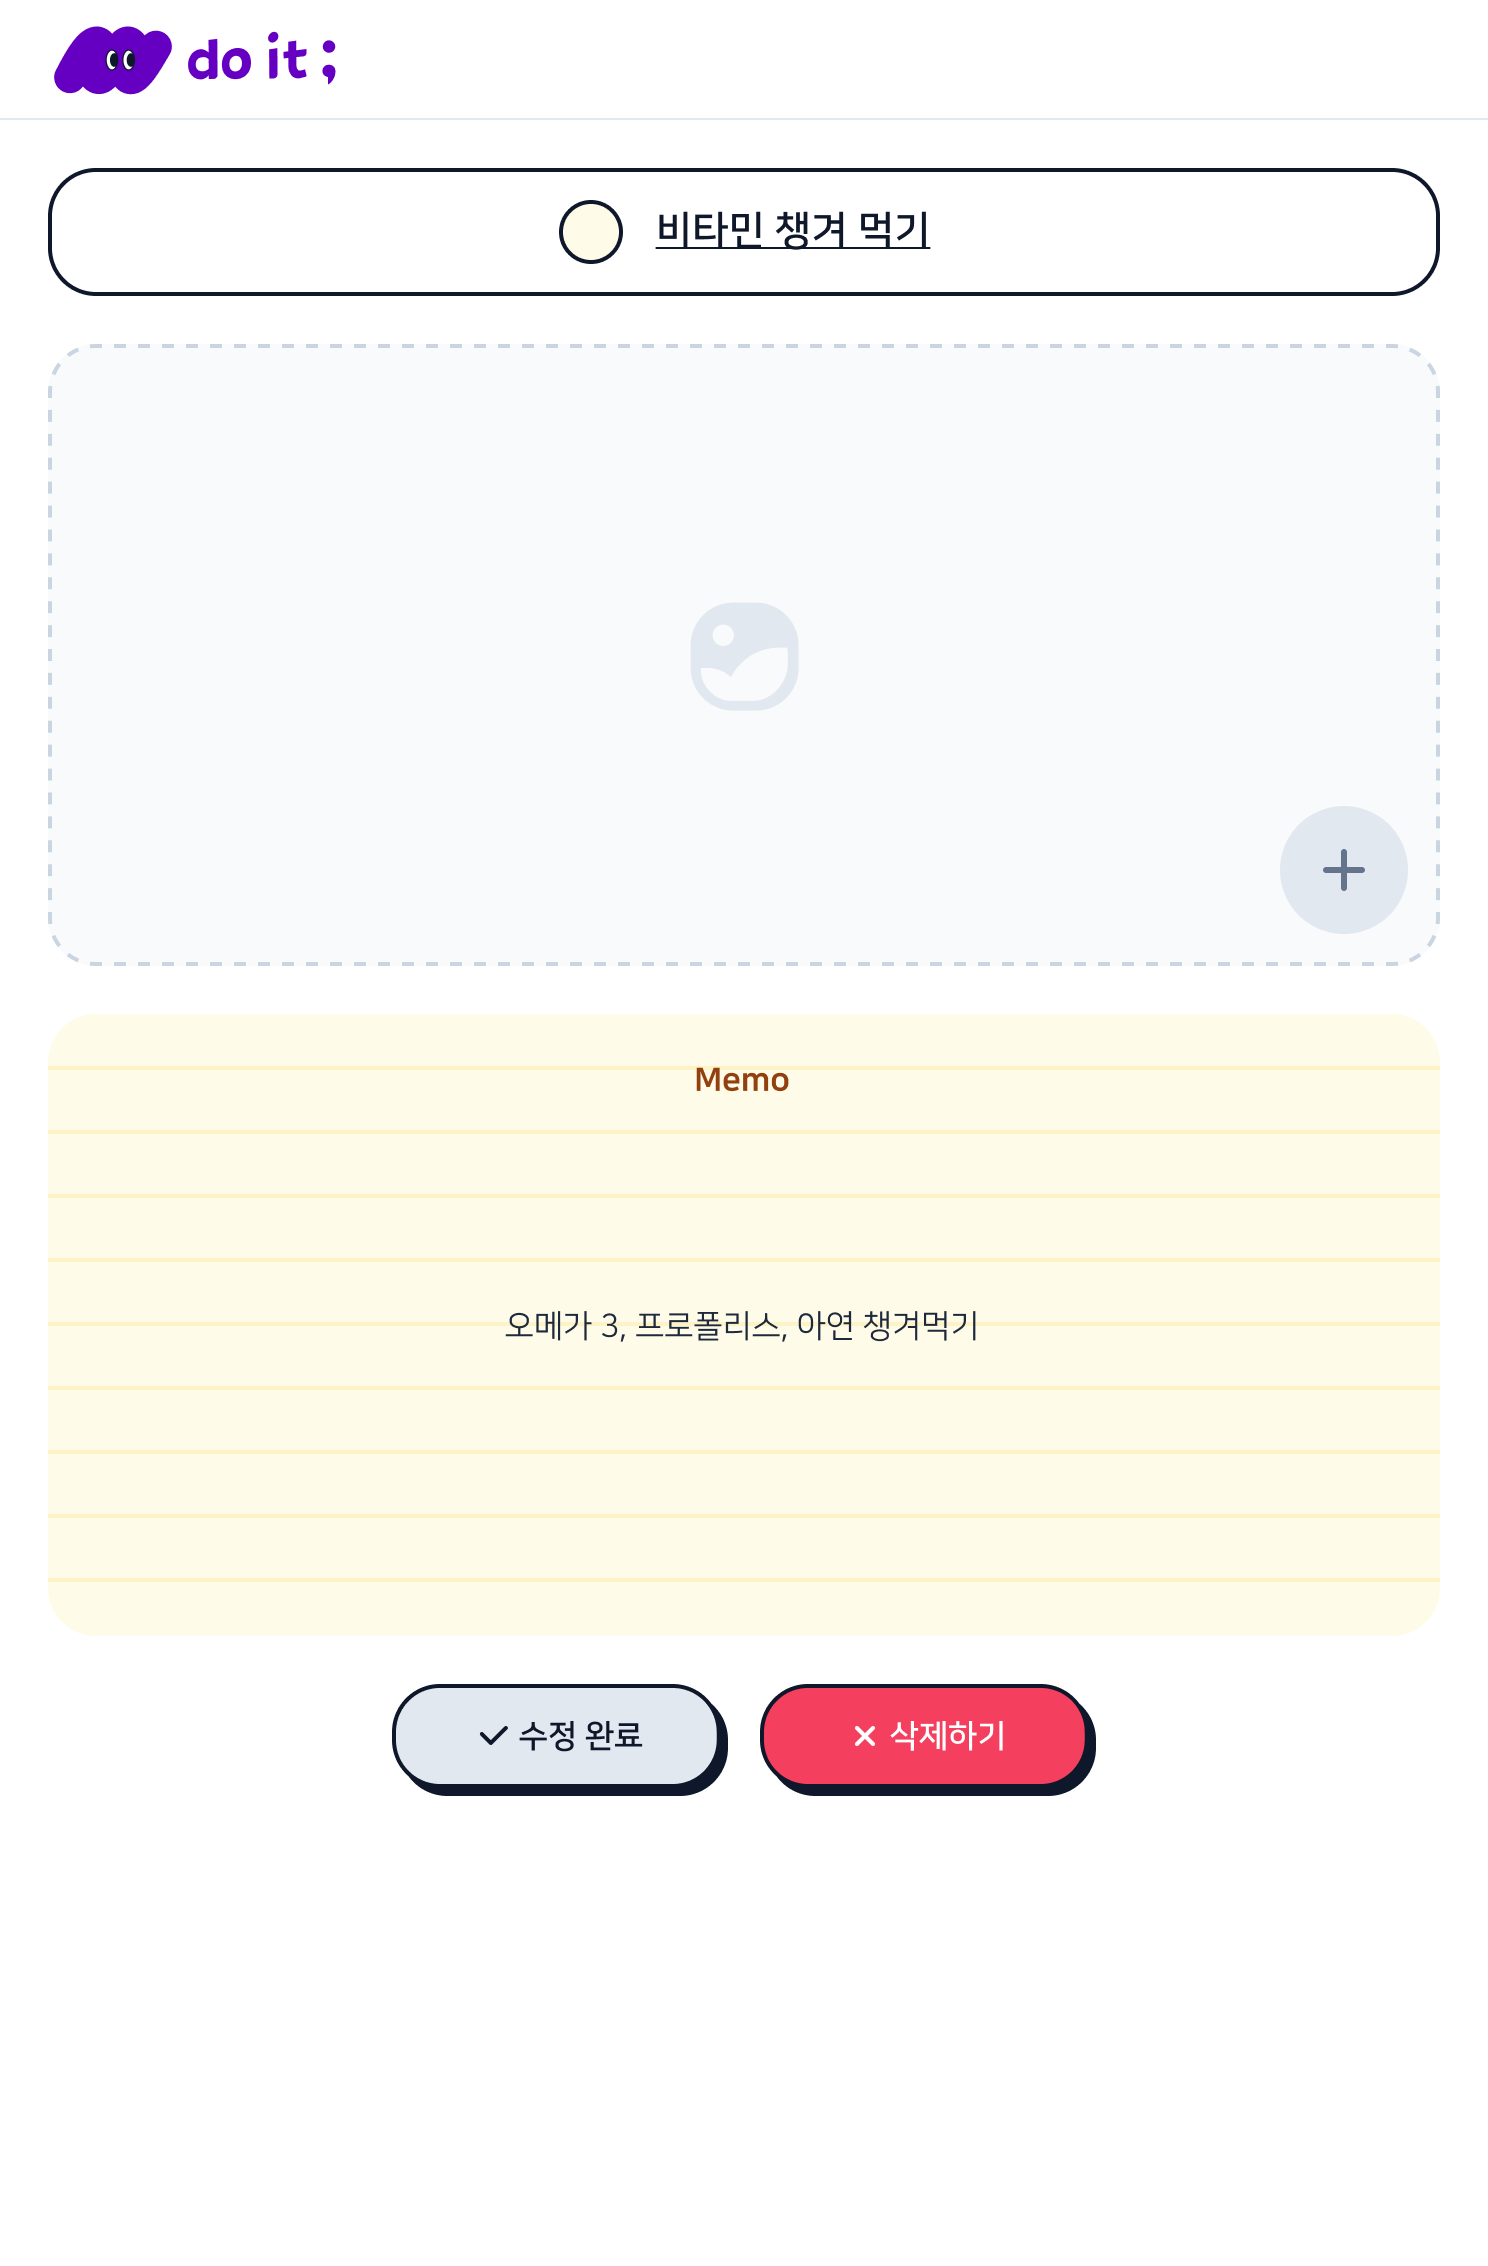 do it ;
비타민 챙겨 먹기
Memo
오메가 3, 프로폴리스, 아연 챙겨먹기
수정 완료
삭제하기